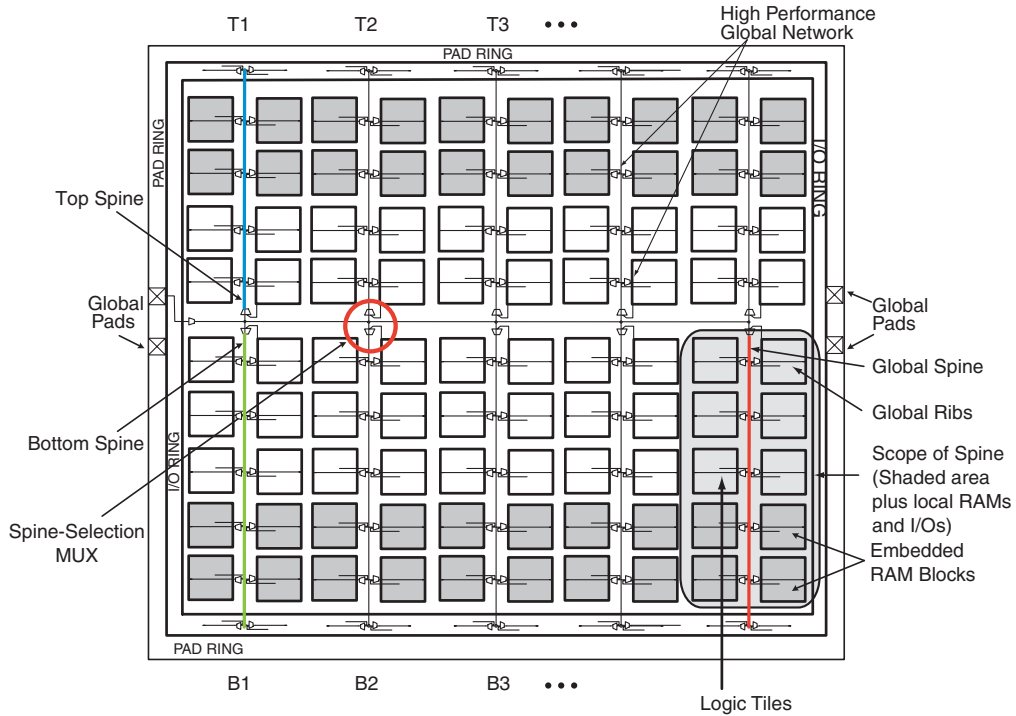 T1
T2
T3
•••
High Performance
Global Network
PAD RING
PAD RING
I/O RING
Top Spine
Global
Pads
Global
Pads
Global Spine
Global Ribs
Bottom Spine
I/O RING
Scope of Spine
(Shaded area
plus local RAMs
and I/Os)
Spine-Selection
MUX
Embedded
RAM Blocks
PAD RING
B1
B2
B3
•••
Logic Tiles